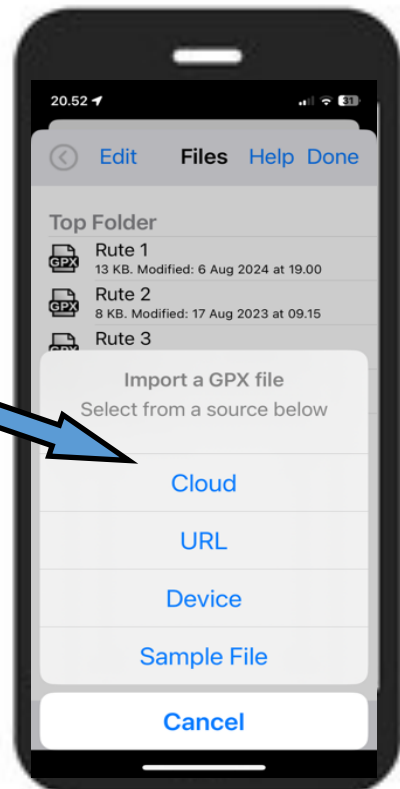 20.52
31
Edit Files Help Done
Top Folder
GPX
Rute 1
13 KB. Modified: 6 Aug 2024 at 19.00
GPX
Rute 2
8 KB. Modified: 17 Aug 2023 at 09.15
GPX
Rute 3
Import a GPX file
Select from a source below
Cloud
URL
Device
Sample File
Cancel